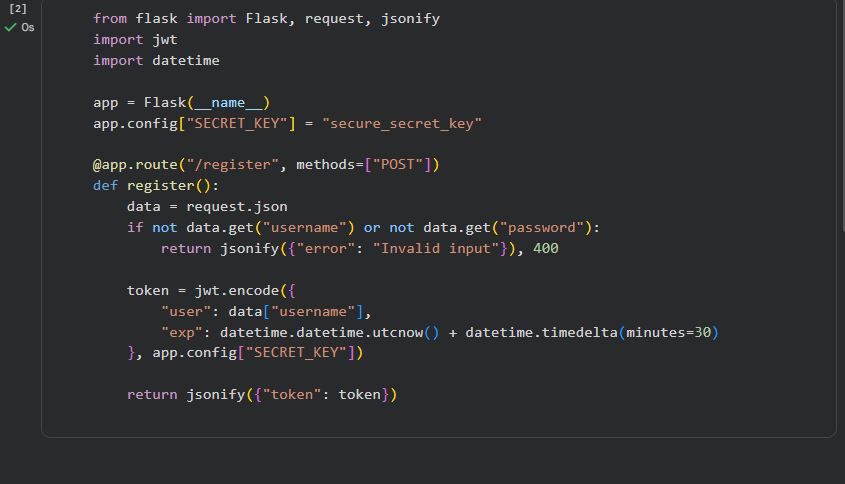 [2]
0s
from flask import Flask, request, jsonify
import jwt
import datetime
app = Flask(__name__)
app.config["SECRET_KEY"] = "secure_secret_key"
@app.route("/register", methods=["POST"])
def register():
    data = request.json
    if not data.get("username") or not data.get("password"):
        return jsonify({"error": "Invalid input"}), 400
    token = jwt.encode({
        "user": data["username"],
        "exp": datetime.datetime.utcnow() + datetime.timedelta(minutes=30)
    }, app.config["SECRET_KEY"])
    return jsonify({"token": token})